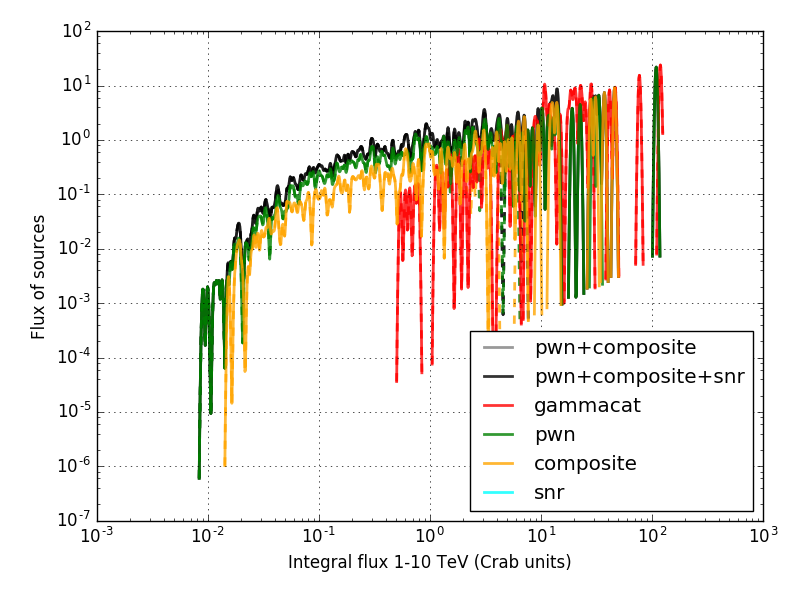 10^2
10^1
10^0
10^-1
10^-2
10^-3
10^-4
10^-5
10^-6
10^-7
Flux of sources
pwn+composite
pwn+composite+snr
gammacat
pwn
composite
snr
10^-3 10^-2 10^-1 10^0 10^1 10^2 10^3
Integral flux 1-10 TeV (Crab units)